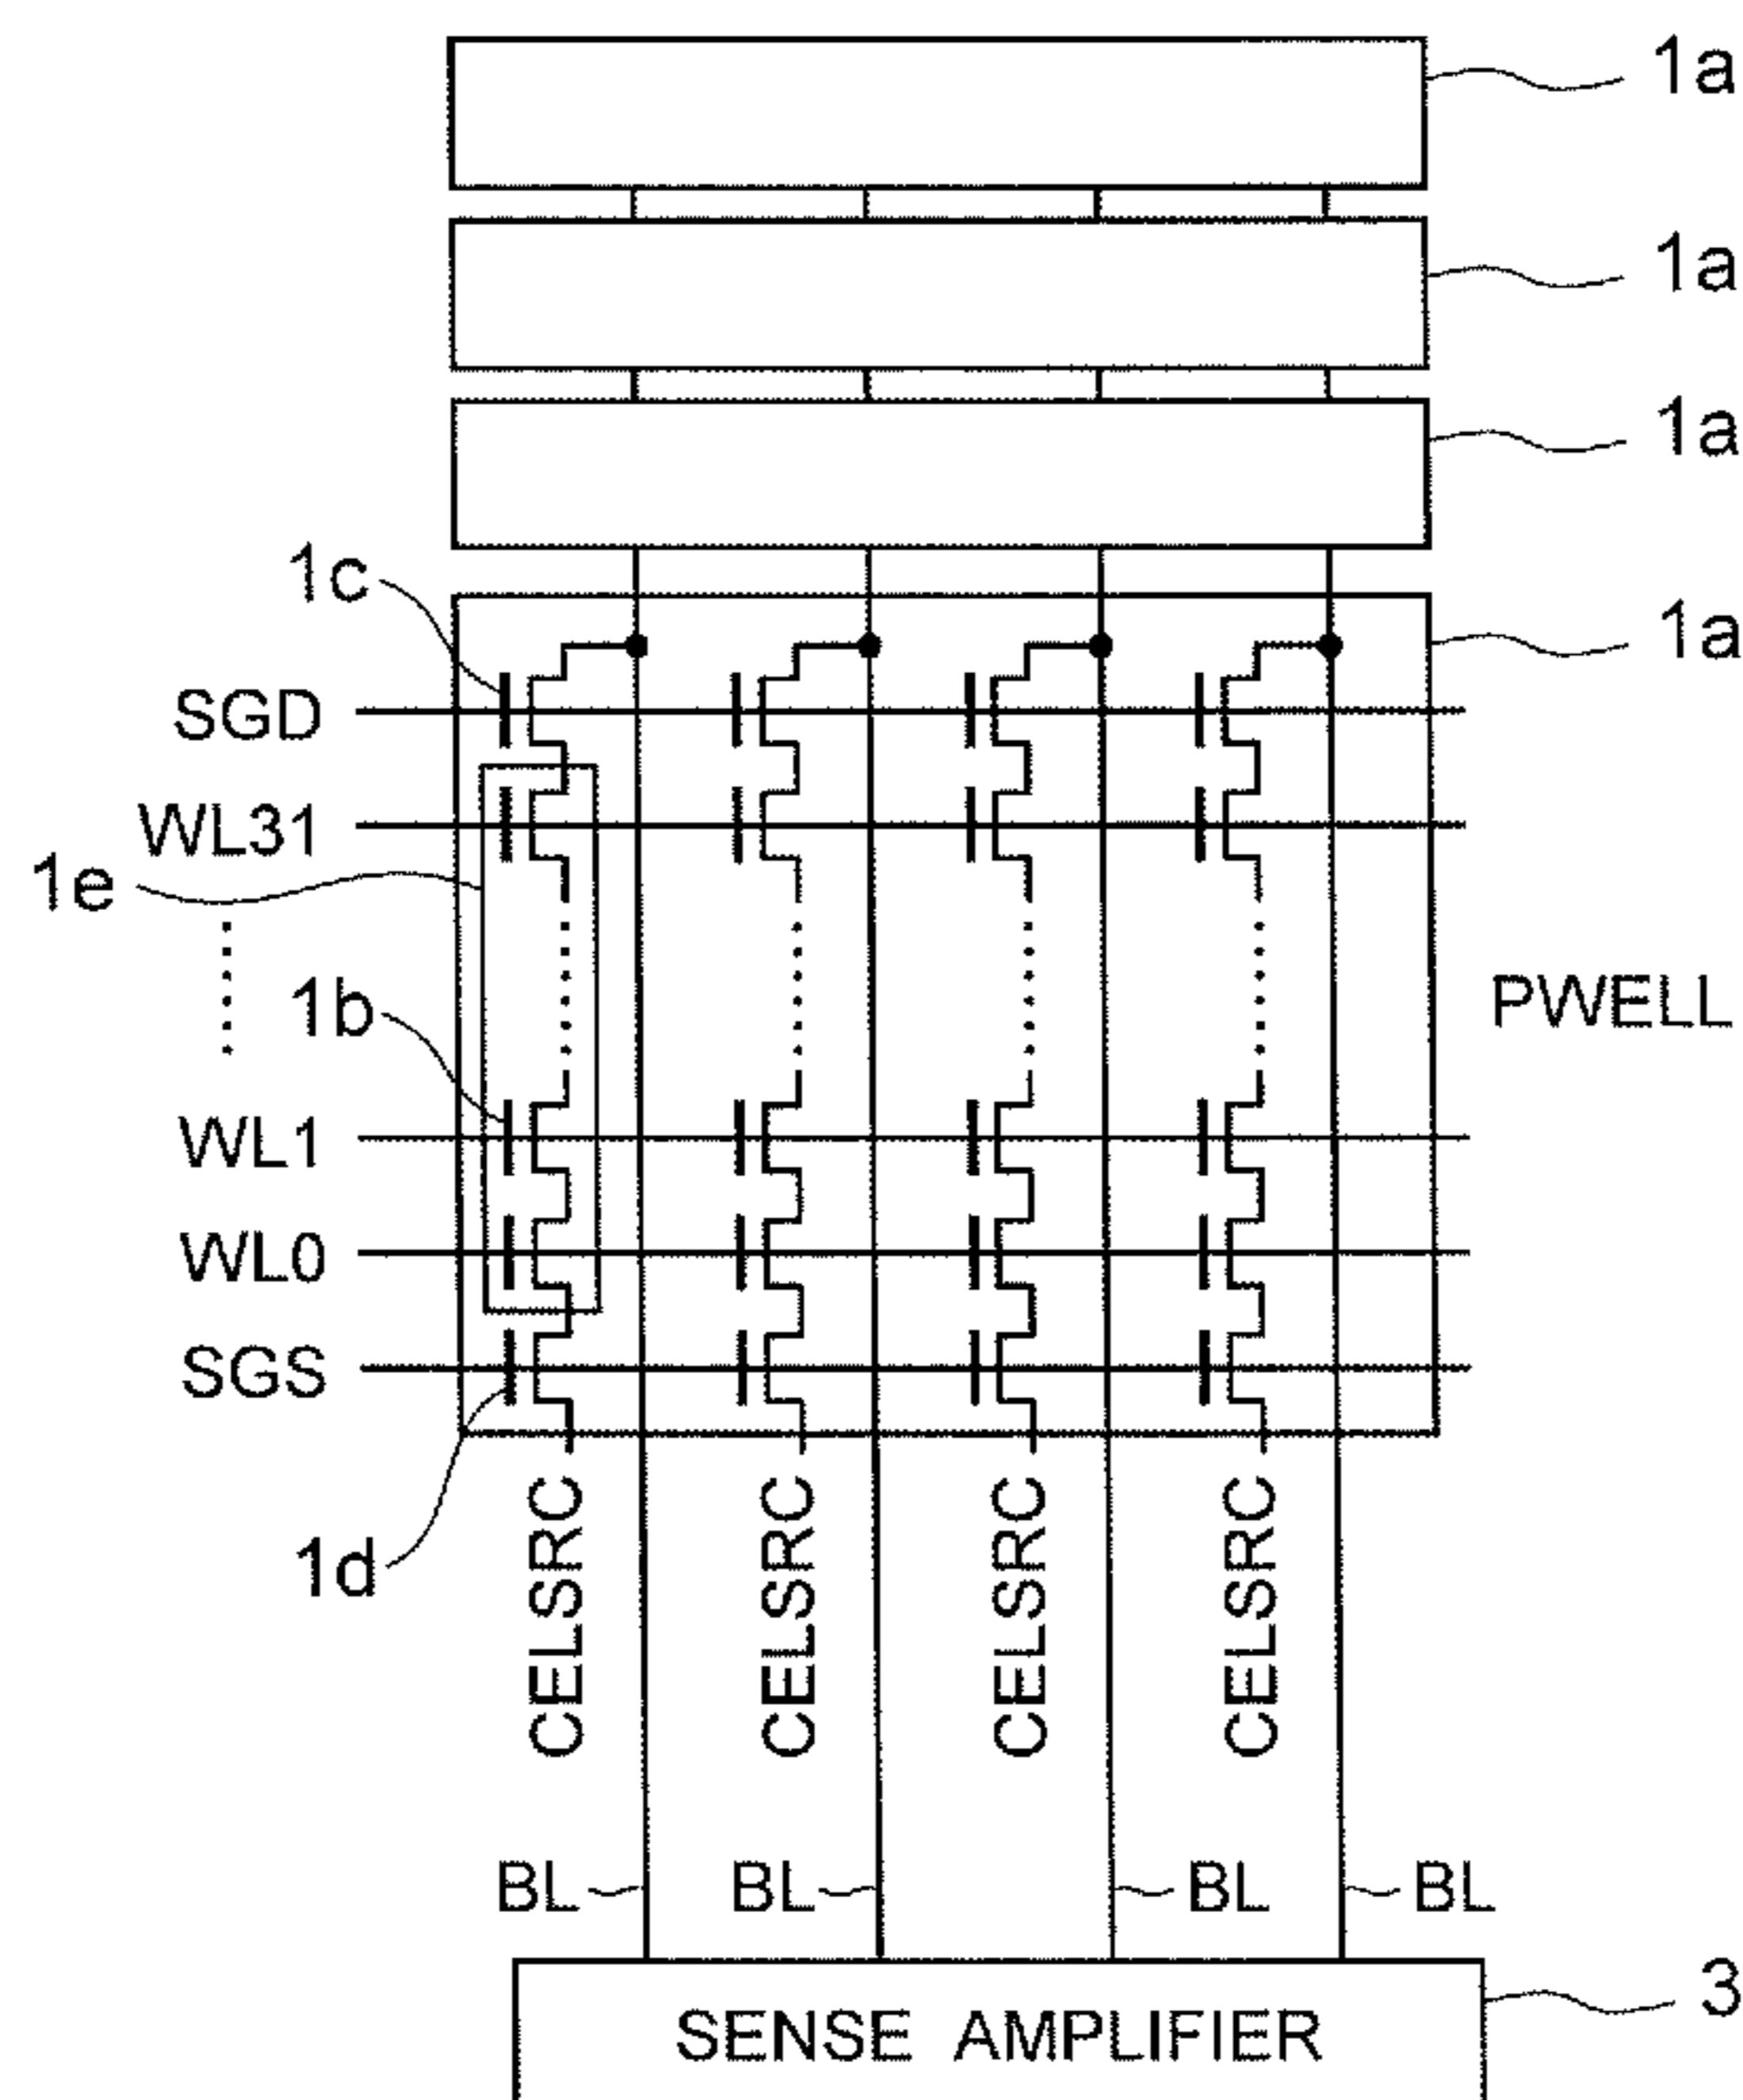 1a
1a
1a
1c
1a
SGD
WL31
1e
1b
PWELL
WL1
WL0
SGS
1d
CELSRC
CELSRC
CELSRC
CELSRC
BL
BL
BL
BL
3
SENSE AMPLIFIER